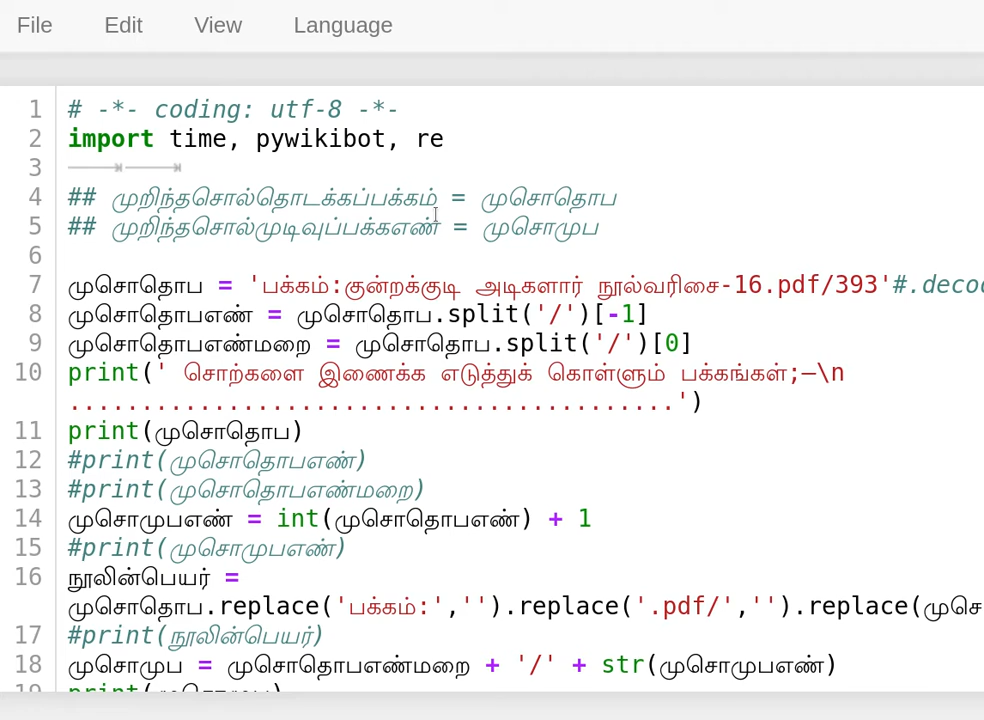 File Edit View Language
1 # -*- coding: utf-8 -*-
2 import time, pywikibot, re
3
4 ## முறிந்தசொல்தொடக்கப்பக்கம் = முசொதொப
5 ## முறிந்தசொல்முடிவுப்பக்கஎண் = முசொமுப
6
7 முசொதொப = 'பக்கம்:குன்றக்குடி அடிகளார் நூல்வரிசை-16.pdf/393'#.deco
8 முசொதொபஎண் = முசொதொப.split('/')[-1]
9 முசொதொபஎண்மறை = முசொதொப.split('/')[0]
10 print(' சொற்களை இணைக்க எடுத்துக் கொள்ளும் பக்கங்கள்;—\n
..........................................')
11 print(முசொதொப)
12 #print(முசொதொபஎண்)
13 #print(முசொதொபஎண்மறை)
14 முசொமுபஎண் = int(முசொதொபஎண்) + 1
15 #print(முசொமுபஎண்)
16 நூலின்பெயர் =
முசொதொப.replace('பக்கம்:','').replace('.pdf/','').replace(முசெ
17 #print(நூலின்பெயர்)
18 முசொமுப = முசொதொபஎண்மறை + '/' + str(முசொமுபஎண்)